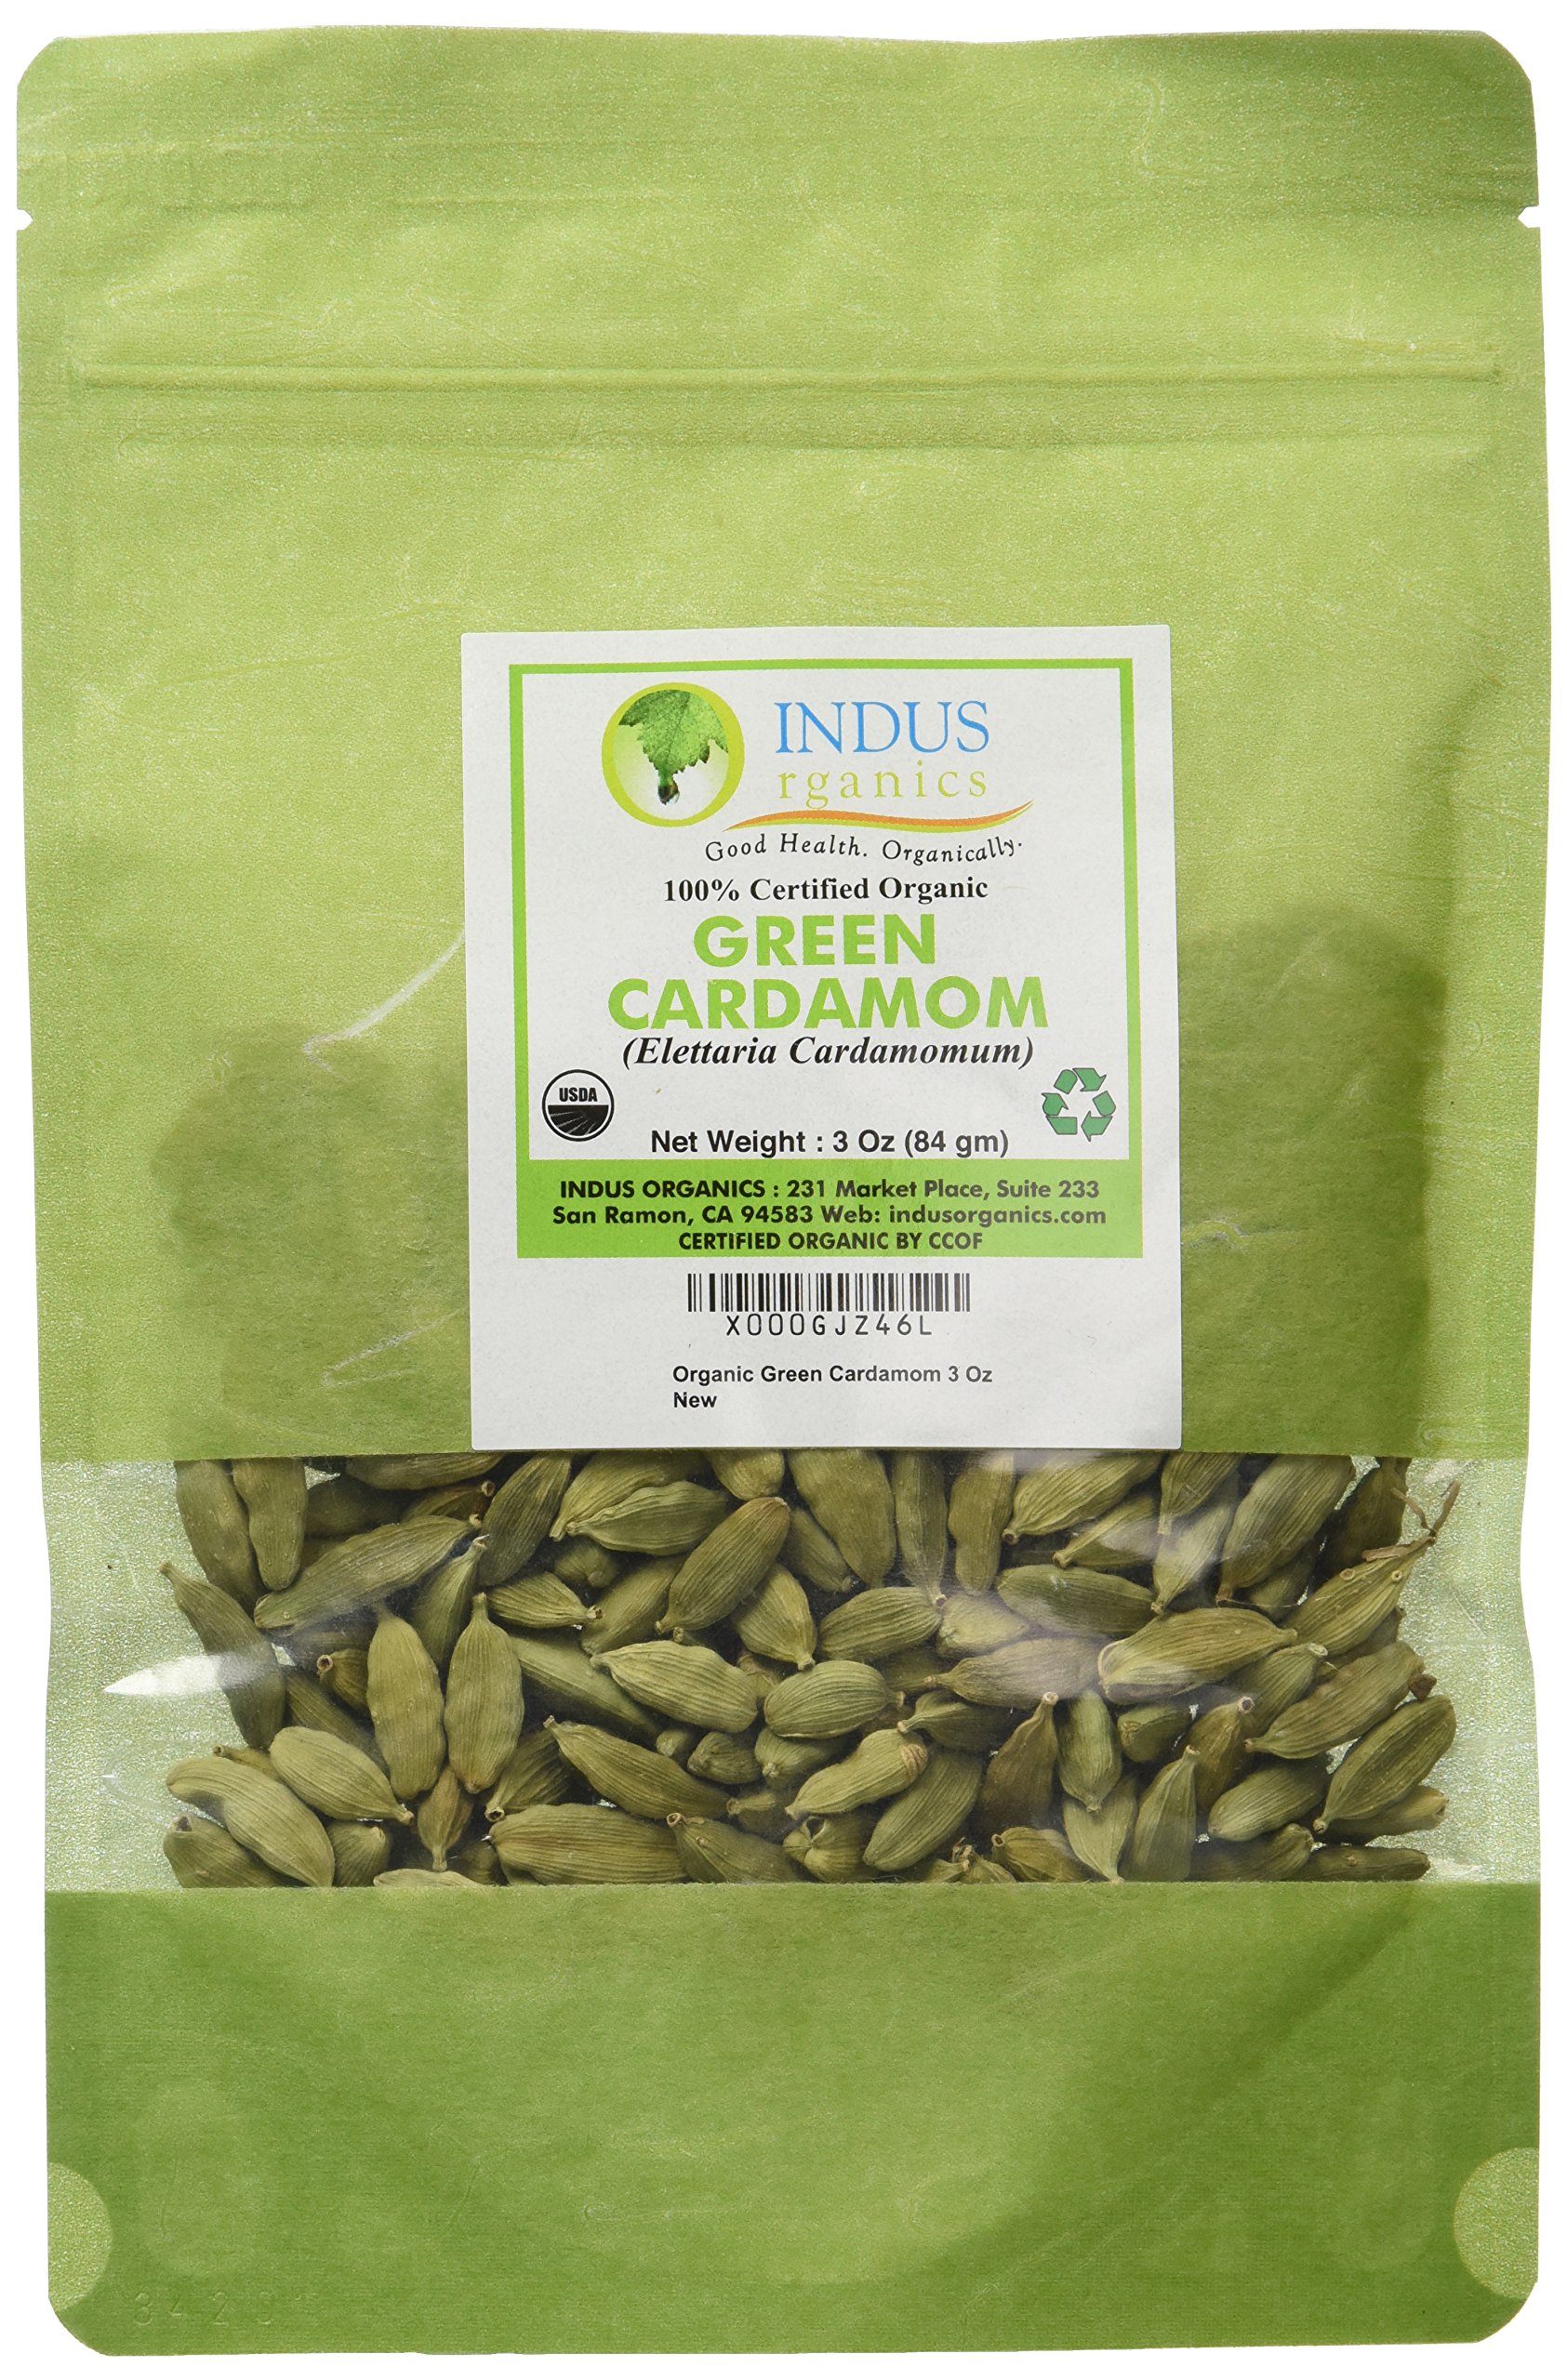 INDUS
Organics
Good Health. Organically.
100% Certified Organic
GREEN
CARDAMOM
(Elettaria Cardamomum)
USDA
Net Weight : 3 Oz (84 gm)
INDUS ORGANICS : 231 Market Place, Suite 233
San Ramon, CA 94583 Web: indusorganics.com
CERTIFIED ORGANIC BY CCOF
X000GJZ46L
Organic Green Cardamom 3 Oz
New